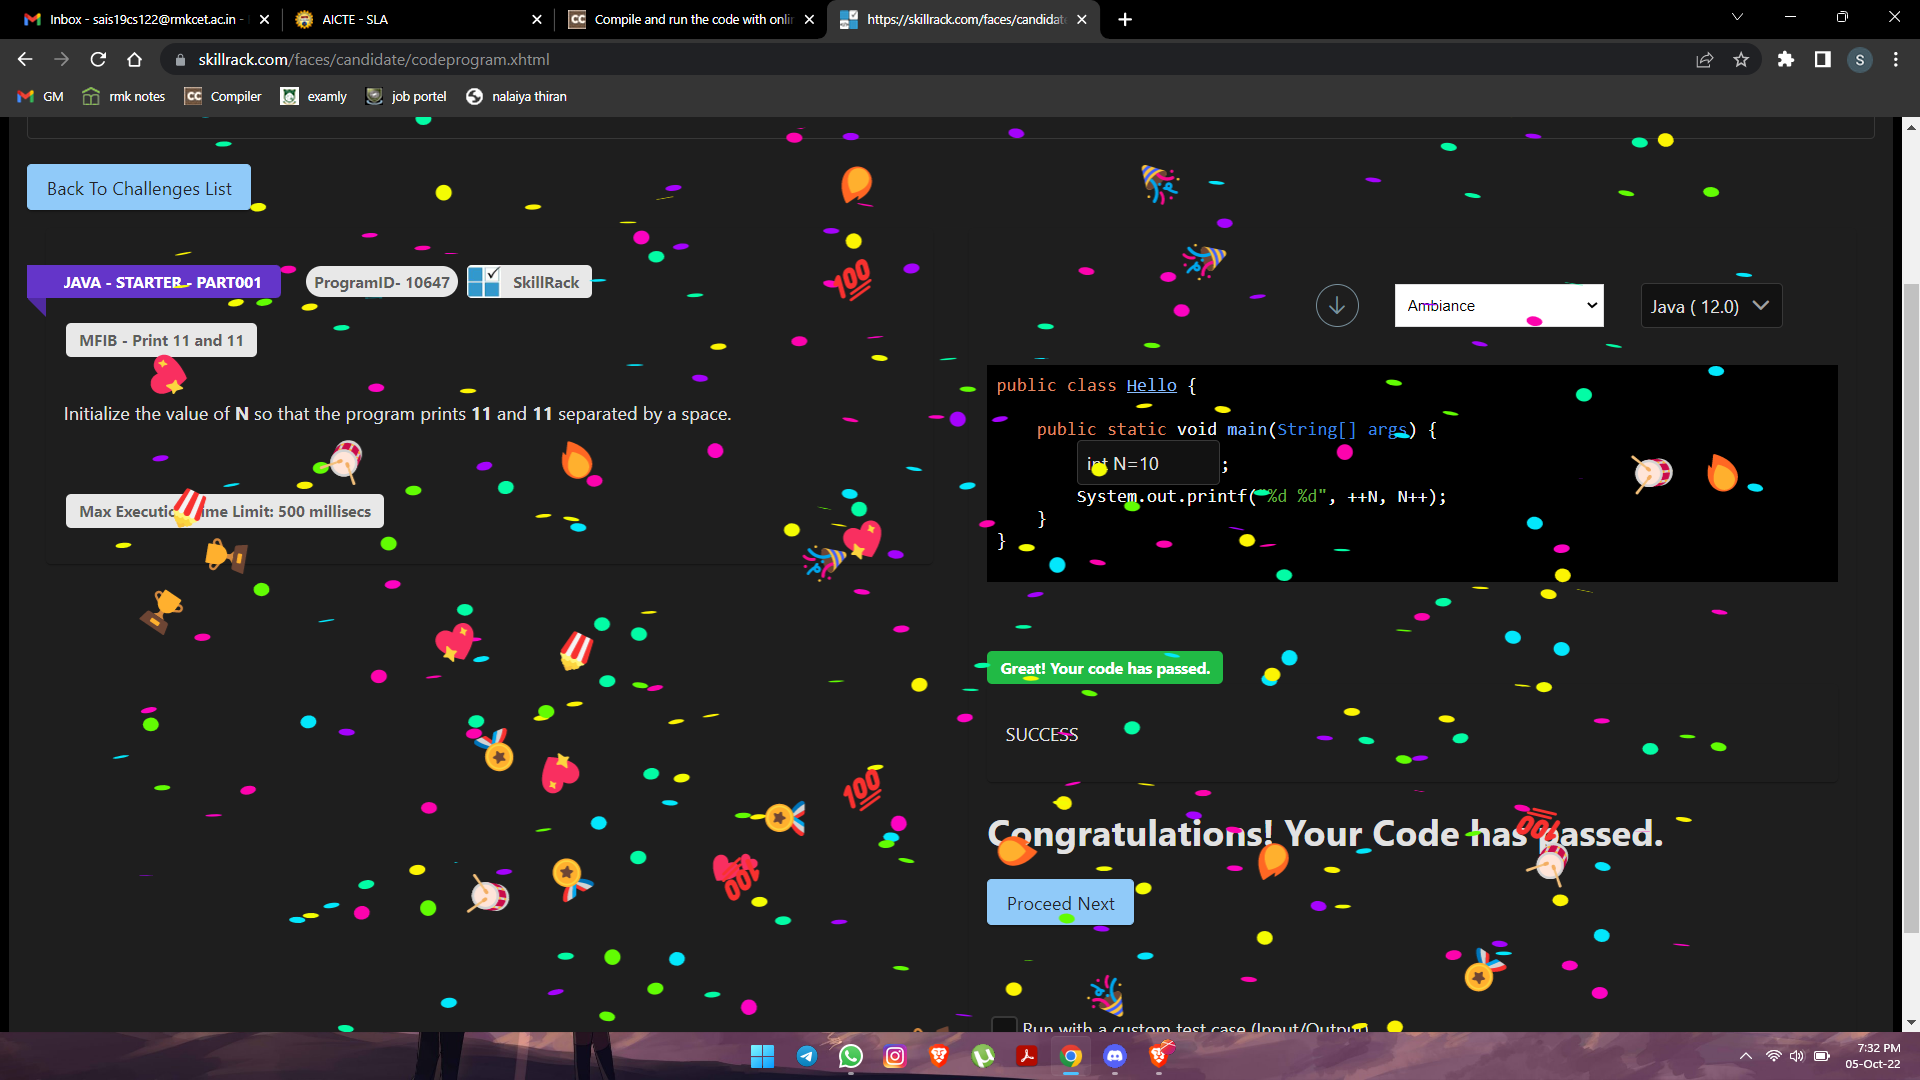 Inbox - sais19cs122@rmkcet.ac.in -
AICTE - SLA
Compile and run the code with onli
https://skillrack.com/faces/candidat
skillrack.com/faces/candidate/codeprogram.xhtml
S
GM
rmk notes
CC Compiler
examly
job portel
nalaiya thiran
Back To Challenges List
JAVA - STARTER - PART001
ProgramID- 10647
SkillRack
Ambiance
Java ( 12.0)
MFIB - Print 11 and 11
Initialize the value of N so that the program prints 11 and 11 separated by a space.
Max Execution Time Limit: 500 millisecs
public class Hello {
public static void main(String[] args) {
int N=10 ;
System.out.printf("%d %d", ++N, N++);
}
}
Great! Your code has passed.
SUCCESS
Congratulations! Your Code has passed.
Proceed Next
Run with a custom test case (Input/Output)
7:32 PM
05-Oct-22